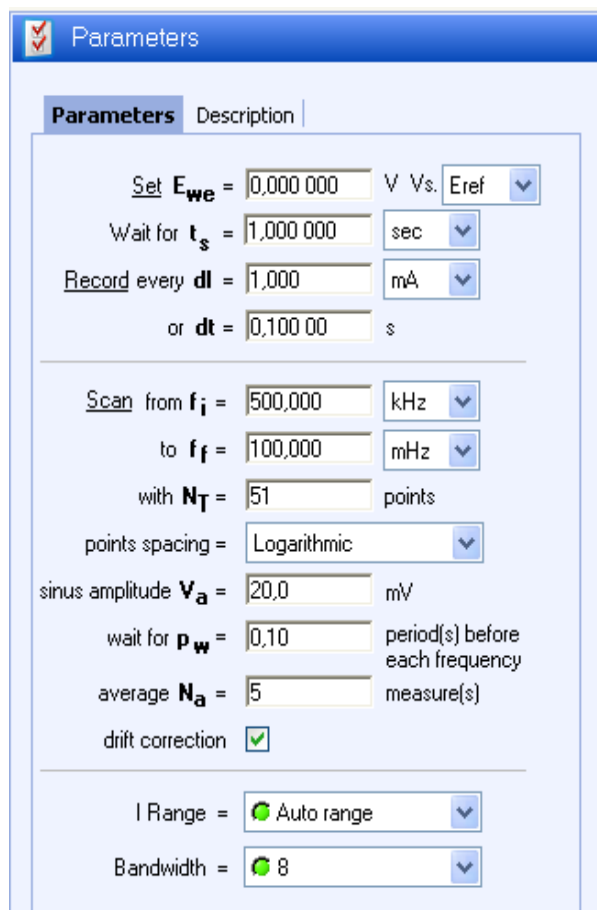 Parameters
Parameters Description
Set Ewe = 0,000 000 V Vs. Eref
Wait for ts = 1,000 000 sec
Record every dI = 1,000 mA
or dt = 0,100 00 s
Scan from fi = 500,000 kHz
to ff = 100,000 mHz
with NT = 51 points
points spacing = Logarithmic
sinus amplitude Va = 20,0 mV
wait for pw = 0,10 period(s) before
each frequency
average Na = 5 measure(s)
drift correction
I Range = Auto range
Bandwidth = 8